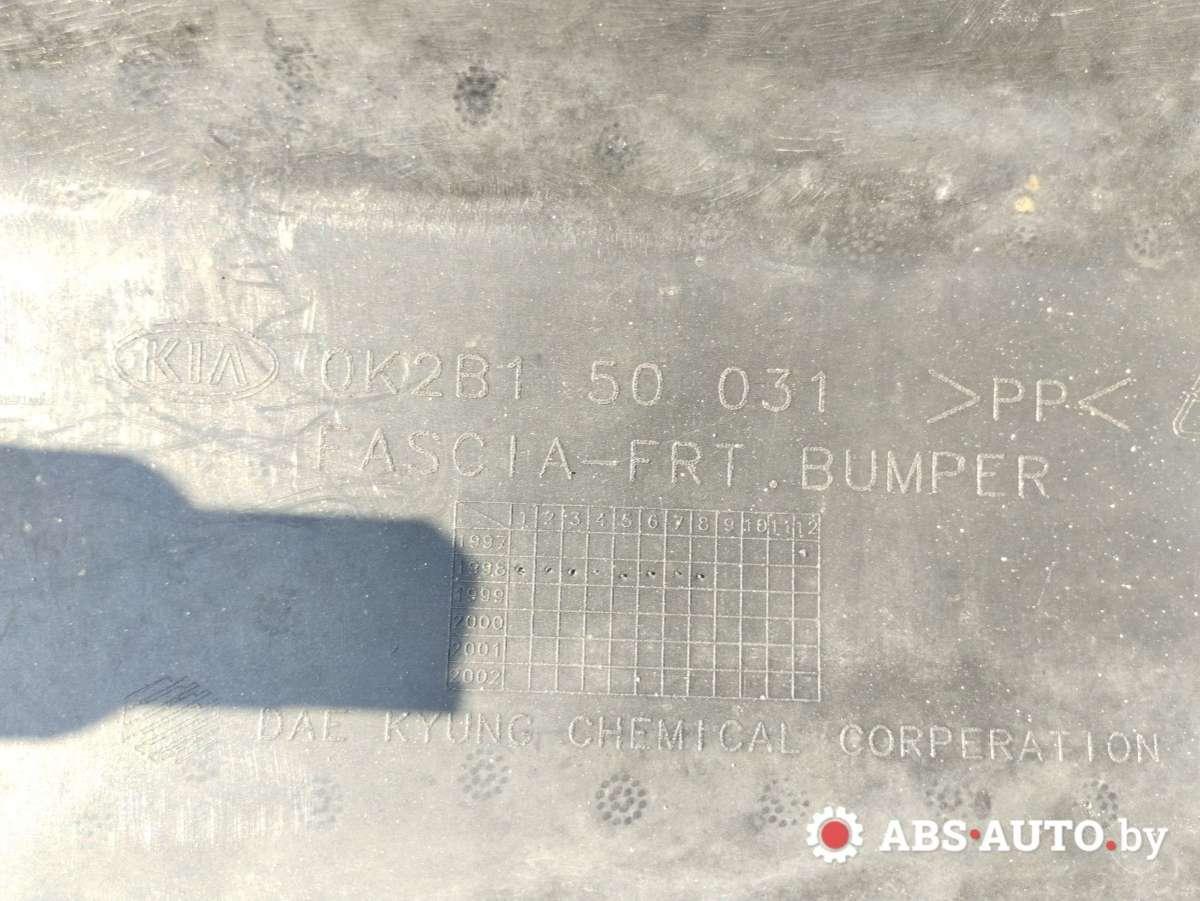 KIA 0K2B1 50 031 >PP<
FASCIA-FRT. BUMPER
1 2 3 4 5 6 7 8 9 10 11 12
1997
1998
1999
2000
2001
2002
DAE KYUNG CHEMICAL CORPERATION
ABS·AUTO.by